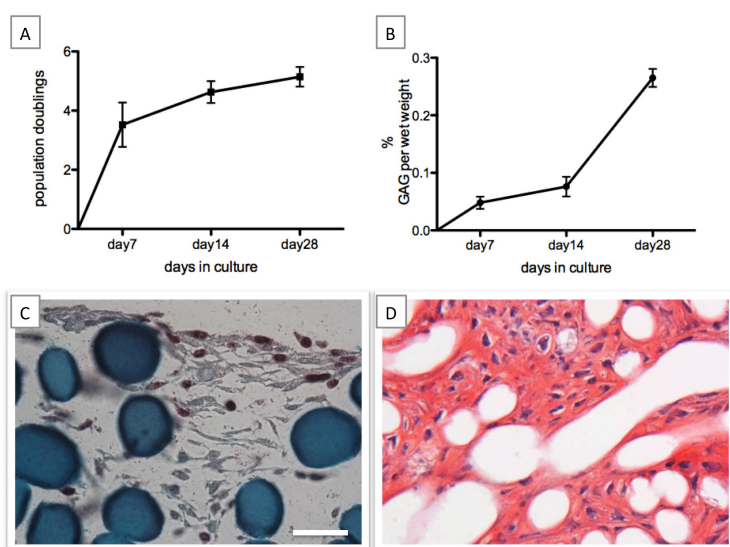 A
6
4
2
0
population doublings
day7
day14
day28
days in culture
B
0.3
0.2
0.1
0.0
%
GAG per wet weight
day7
day14
day28
days in culture
C
D